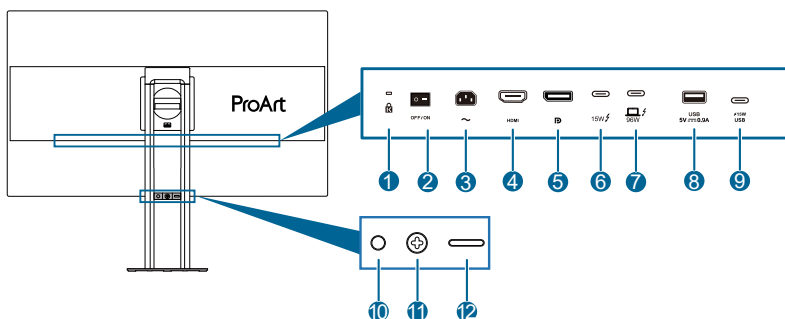 ProArt
OFF / ON
HDMI
15W
96W
USB
5V 0.9A
15W
USB
1 2 3 4 5 6 7 8 9
10 11 12